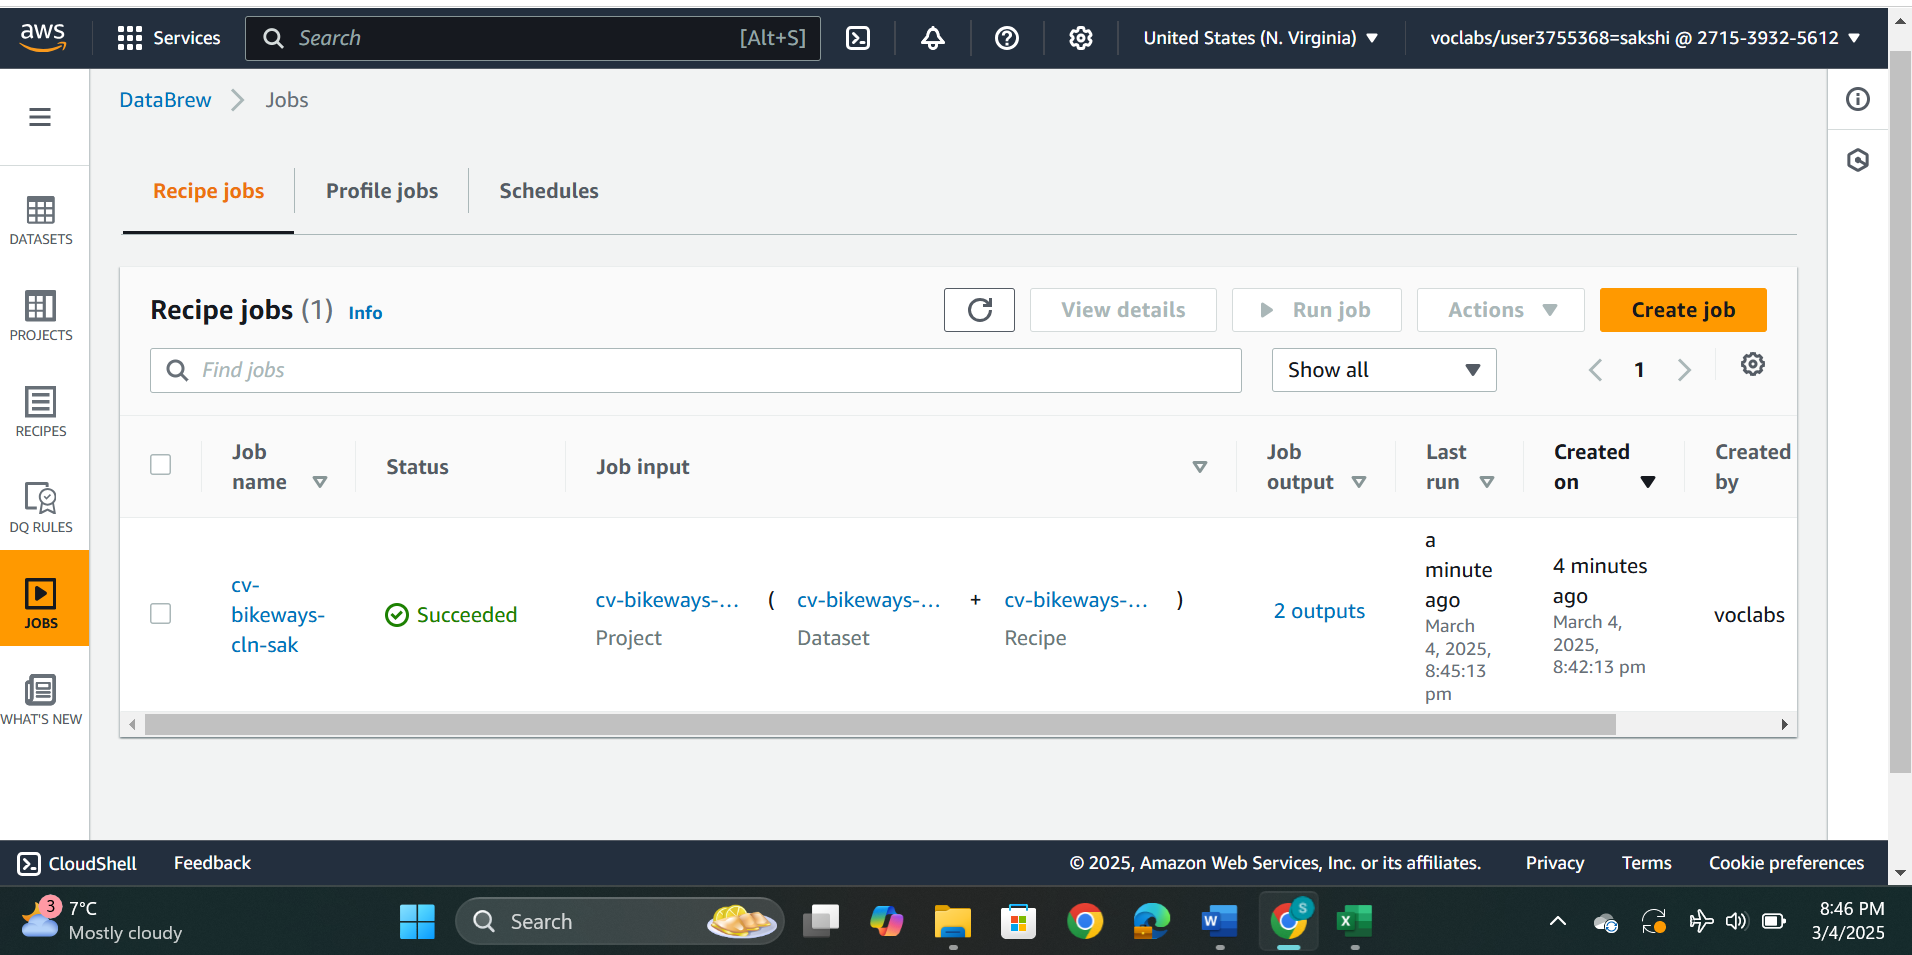 aws
Services
Search [Alt+S]
United States (N. Virginia)
voclabs/user3755368=sakshi @ 2715-3932-5612
DataBrew
Jobs
DATASETS
PROJECTS
RECIPES
DQ RULES
JOBS
WHAT'S NEW
Recipe jobs
Profile jobs
Schedules
Recipe jobs (1) Info
View details
Run job
Actions
Create job
Find jobs
Show all
1
Job
name
Status
Job input
Job
output
Last
run
Created
on
Created
by
cv-
bikeways-
cln-sak
Succeeded
cv-bikeways-... ( cv-bikeways-... + cv-bikeways-... )
Project Dataset Recipe
2 outputs
a
minute
ago
March
4, 2025,
8:45:13
pm
4 minutes
ago
March 4,
2025,
8:42:13 pm
voclabs
CloudShell
Feedback
© 2025, Amazon Web Services, Inc. or its affiliates.
Privacy
Terms
Cookie preferences
3
7°C
Mostly cloudy
Search
W
S
X
8:46 PM
3/4/2025